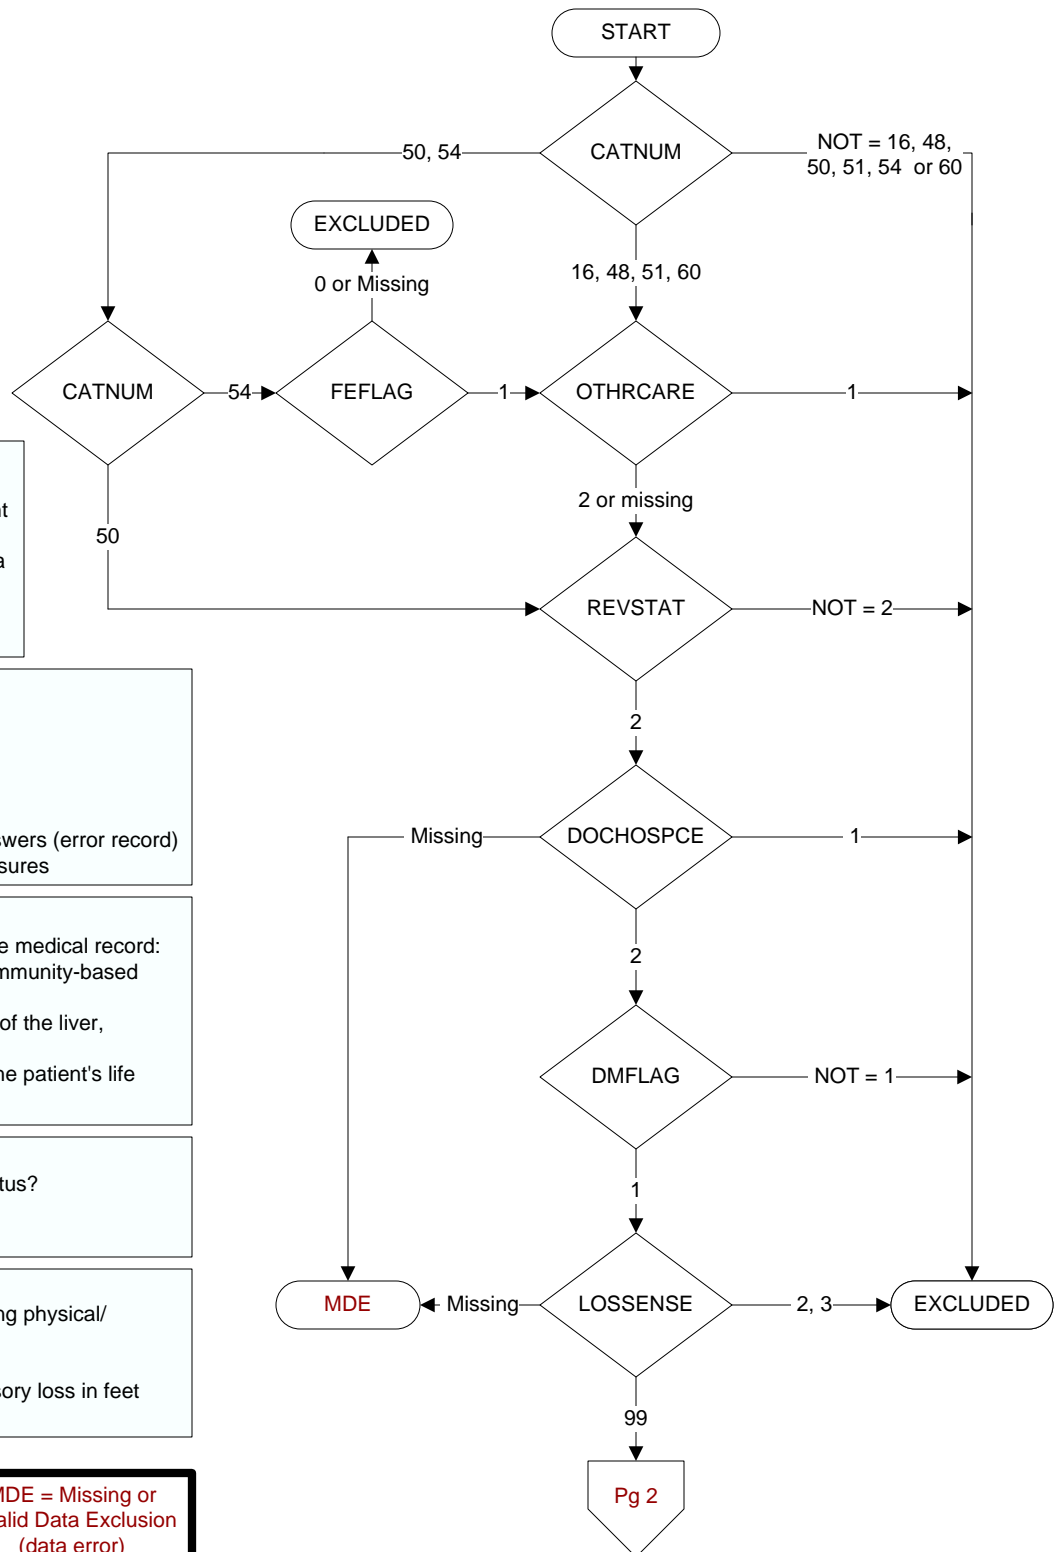 START
CATNUM
50, 54
NOT = 16, 48,
50, 51, 54 or 60
EXCLUDED
0 or Missing
16, 48, 51, 60
CATNUM
54
FEFLAG
1
OTHRCARE
1
50
2 or missing
REVSTAT
NOT = 2
2
Missing
DOCHOSPCE
1
2
DMFLAG
NOT = 1
1
MDE
Missing
LOSSENSE
2, 3
EXCLUDED
99
Pg 2
a
swers (error record)
sures
e medical record:
mmunity-based
of the liver,
he patient's life
tus?
ng physical/
sory loss in feet
MDE = Missing or
alid Data Exclusion
(data error)